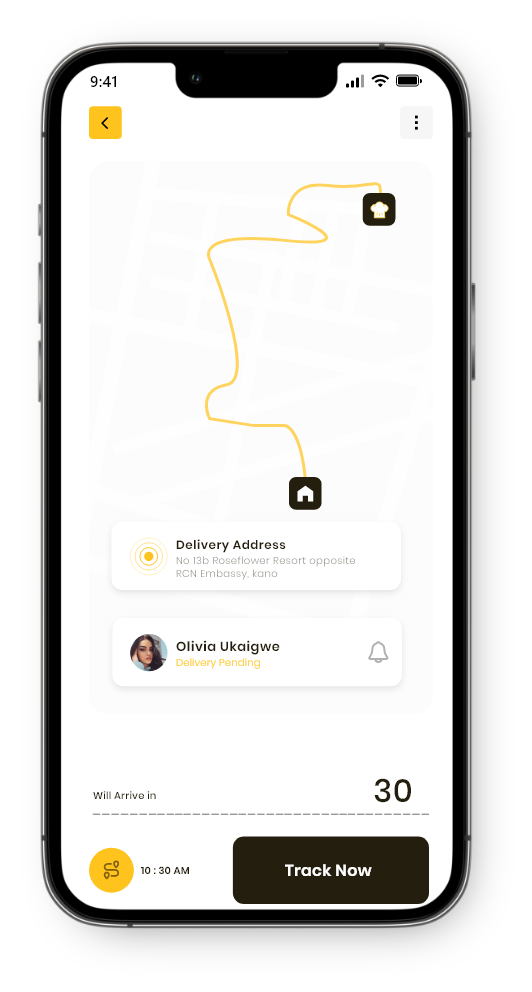 9:41
Delivery Address
No 13b Roseflower Resort opposite
RCN Embassy, kano
Olivia Ukaigwe
Delivery Pending
Will Arrive in
30
10 : 30 AM
Track Now